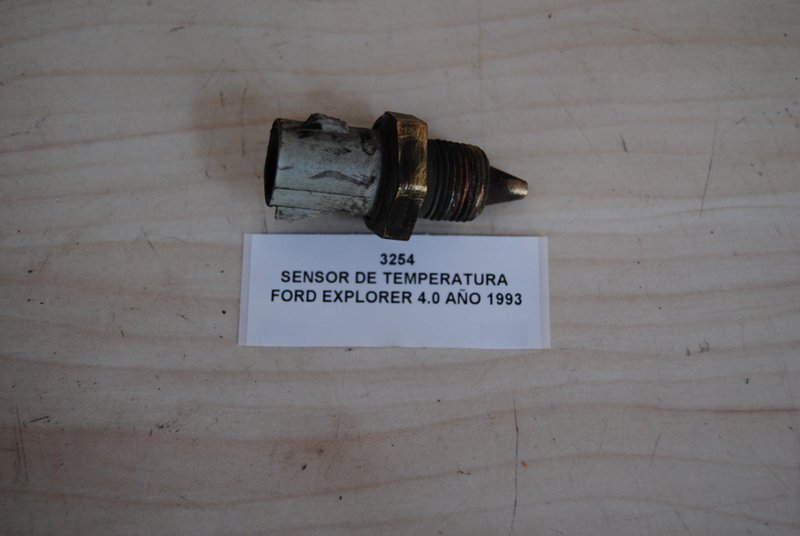 3254
SENSOR DE TEMPERATURA
FORD EXPLORER 4.0 AÑO 1993